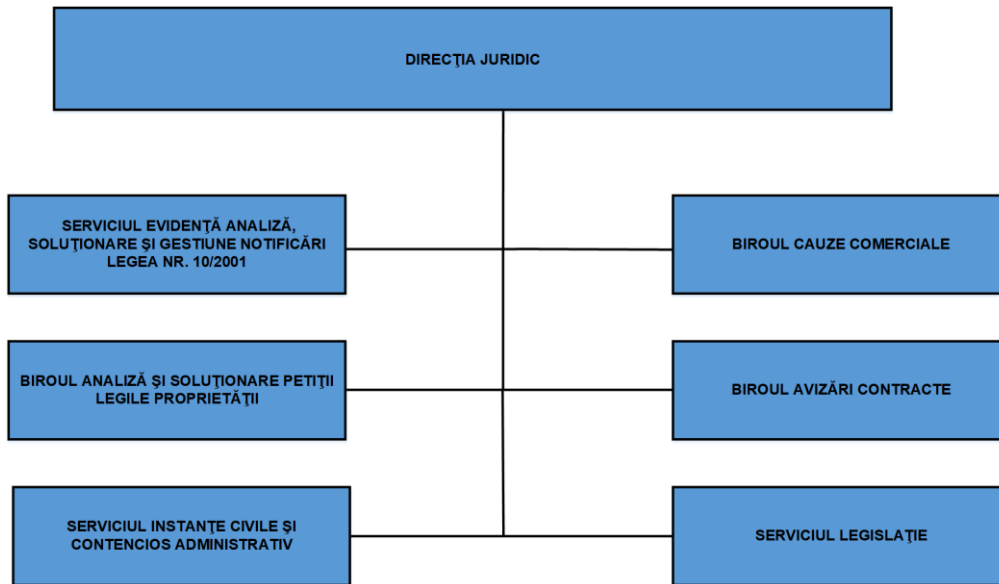 DIRECŢIA JURIDIC
SERVICIUL EVIDENŢĂ ANALIZĂ,
SOLUŢIONARE ŞI GESTIUNE NOTIFICĂRI
LEGEA NR. 10/2001
BIROUL CAUZE COMERCIALE
BIROUL ANALIZĂ ŞI SOLUŢIONARE PETIŢII
LEGILE PROPRIETĂŢII
BIROUL AVIZĂRI CONTRACTE
SERVICIUL INSTANŢE CIVILE ŞI
CONTENCIOS ADMINISTRATIV
SERVICIUL LEGISLAŢIE